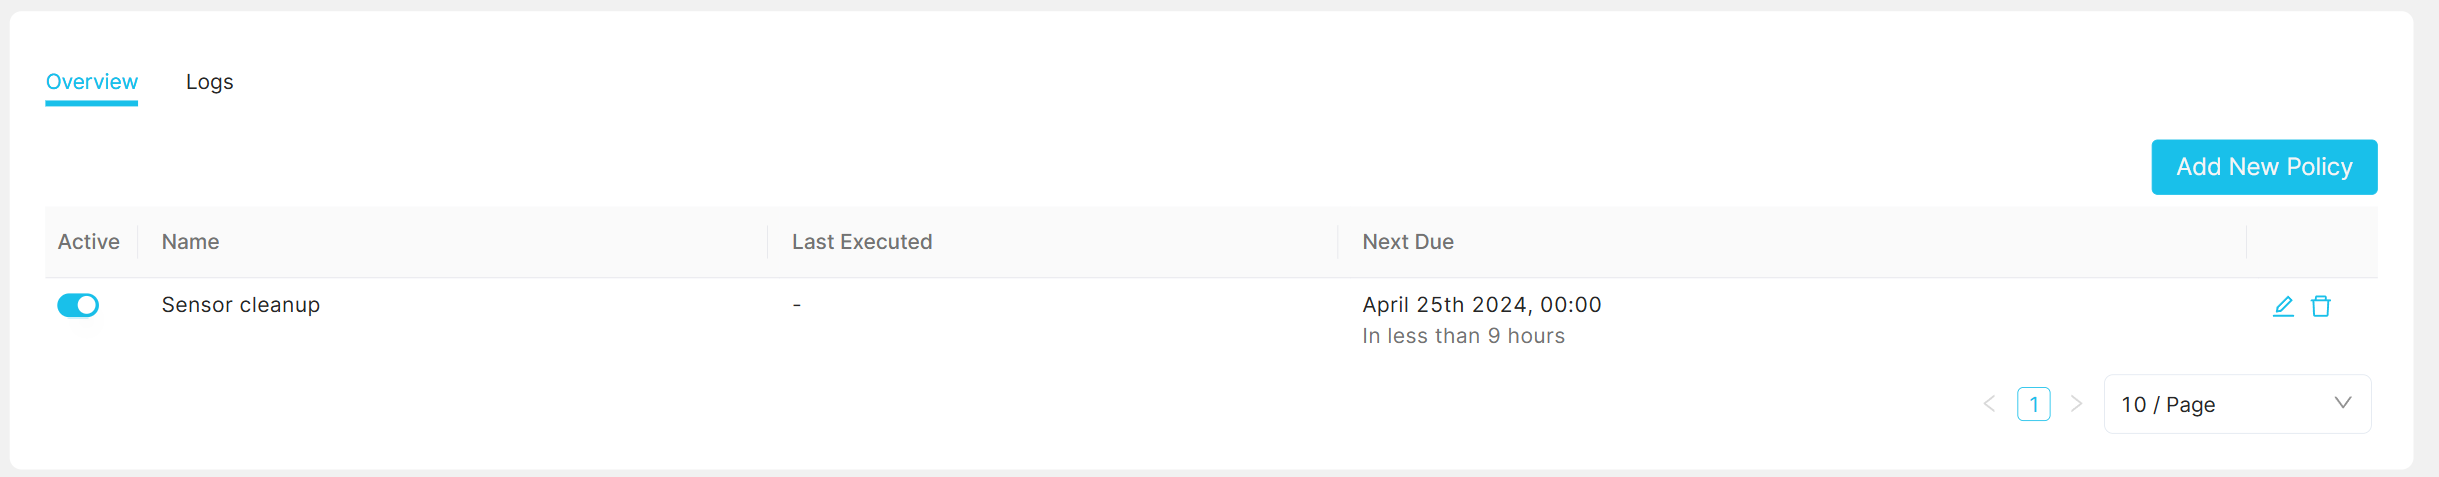 Overview Logs
Add New Policy
Active Name Last Executed Next Due
Sensor cleanup - April 25th 2024, 00:00
In less than 9 hours
1 10 / Page